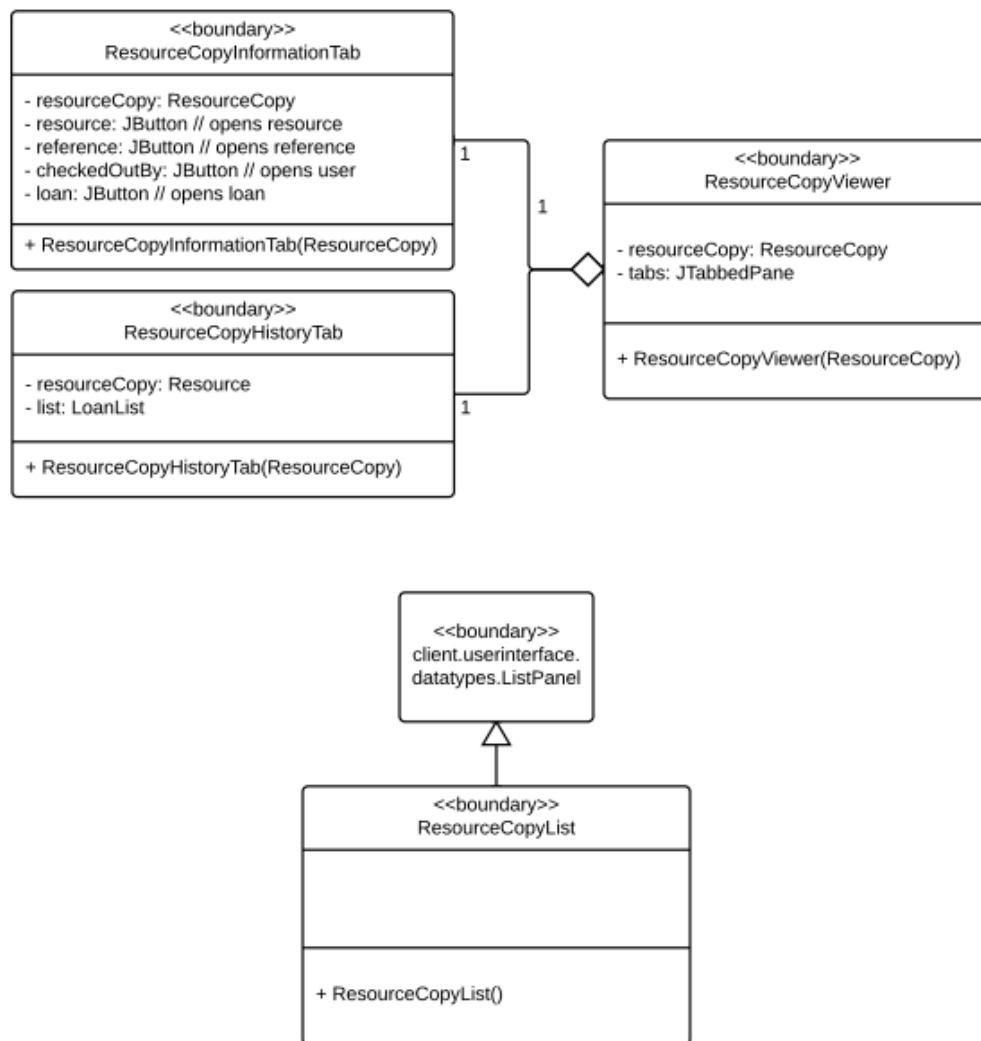 <<boundary>>
ResourceCopyInformationTab
- resourceCopy: ResourceCopy
- resource: JButton // opens resource
- reference: JButton // opens reference
- checkedOutBy: JButton // opens user
- loan: JButton // opens loan
+ ResourceCopyInformationTab(ResourceCopy)
1
1
<<boundary>>
ResourceCopyViewer
- resourceCopy: ResourceCopy
- tabs: JTabbedPane
+ ResourceCopyViewer(ResourceCopy)
<<boundary>>
ResourceCopyHistoryTab
- resourceCopy: Resource
- list: LoanList
+ ResourceCopyHistoryTab(ResourceCopy)
1
<<boundary>>
client.userinterface.
datatypes.ListPanel
<<boundary>>
ResourceCopyList
+ ResourceCopyList()